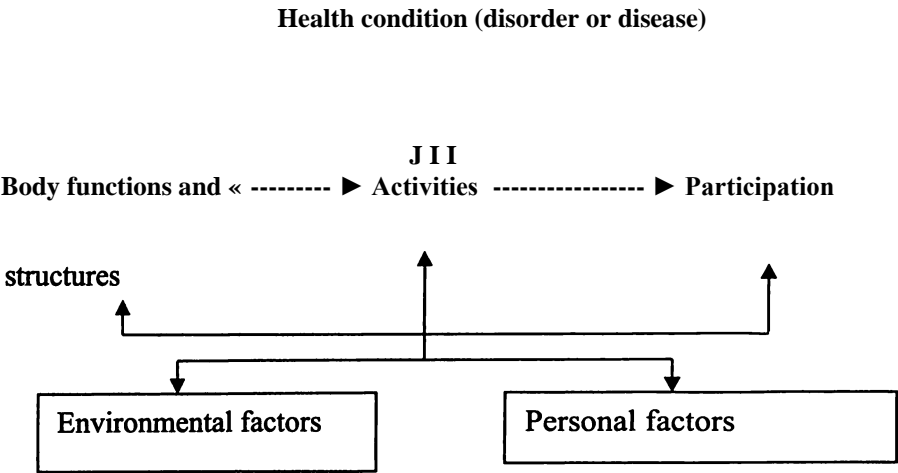 Health condition (disorder or disease)
J I I
Body functions and « --------- ► Activities ----------------- ► Participation
structures
Environmental factors
Personal factors